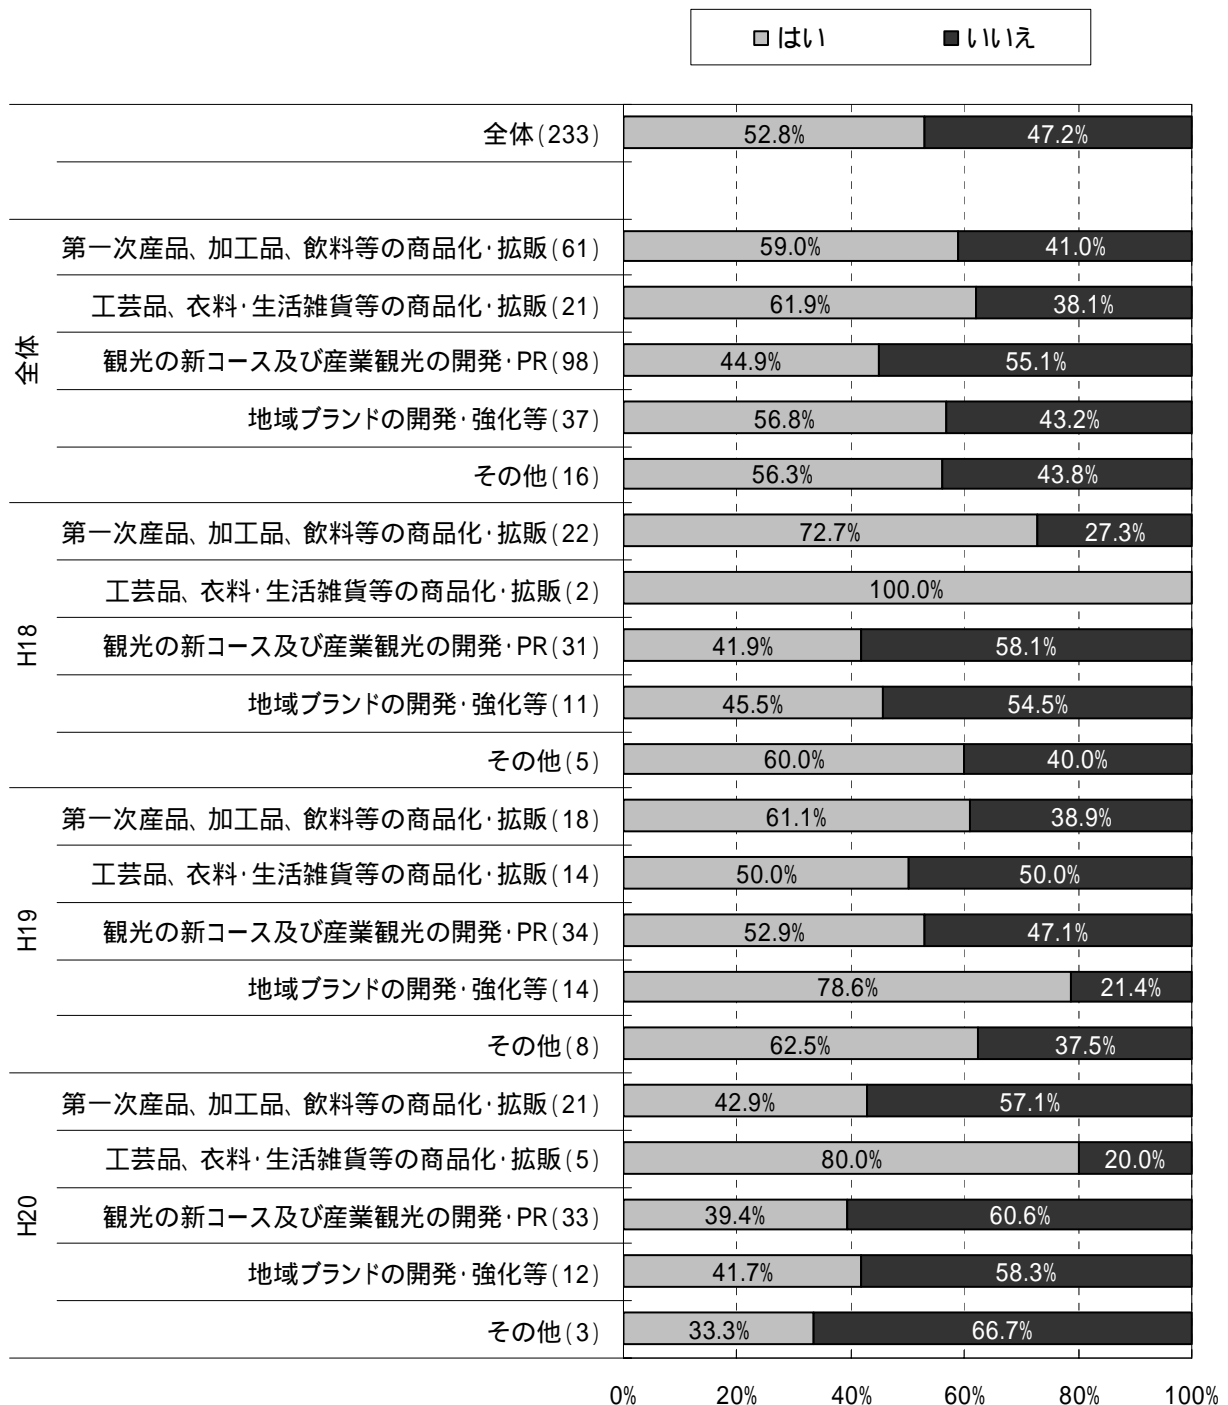 はい いいえ
全体(233) 52.8% 47.2%
全体
第一次産品、加工品、飲料等の商品化・拡販(61) 59.0% 41.0%
工芸品、衣料・生活雑貨等の商品化・拡販(21) 61.9% 38.1%
観光の新コース及び産業観光の開発・PR(98) 44.9% 55.1%
地域ブランドの開発・強化等(37) 56.8% 43.2%
その他(16) 56.3% 43.8%
H18
第一次産品、加工品、飲料等の商品化・拡販(22) 72.7% 27.3%
工芸品、衣料・生活雑貨等の商品化・拡販(2) 100.0%
観光の新コース及び産業観光の開発・PR(31) 41.9% 58.1%
地域ブランドの開発・強化等(11) 45.5% 54.5%
その他(5) 60.0% 40.0%
H19
第一次産品、加工品、飲料等の商品化・拡販(18) 61.1% 38.9%
工芸品、衣料・生活雑貨等の商品化・拡販(14) 50.0% 50.0%
観光の新コース及び産業観光の開発・PR(34) 52.9% 47.1%
地域ブランドの開発・強化等(14) 78.6% 21.4%
その他(8) 62.5% 37.5%
H20
第一次産品、加工品、飲料等の商品化・拡販(21) 42.9% 57.1%
工芸品、衣料・生活雑貨等の商品化・拡販(5) 80.0% 20.0%
観光の新コース及び産業観光の開発・PR(33) 39.4% 60.6%
地域ブランドの開発・強化等(12) 41.7% 58.3%
その他(3) 33.3% 66.7%
0% 20% 40% 60% 80% 100%